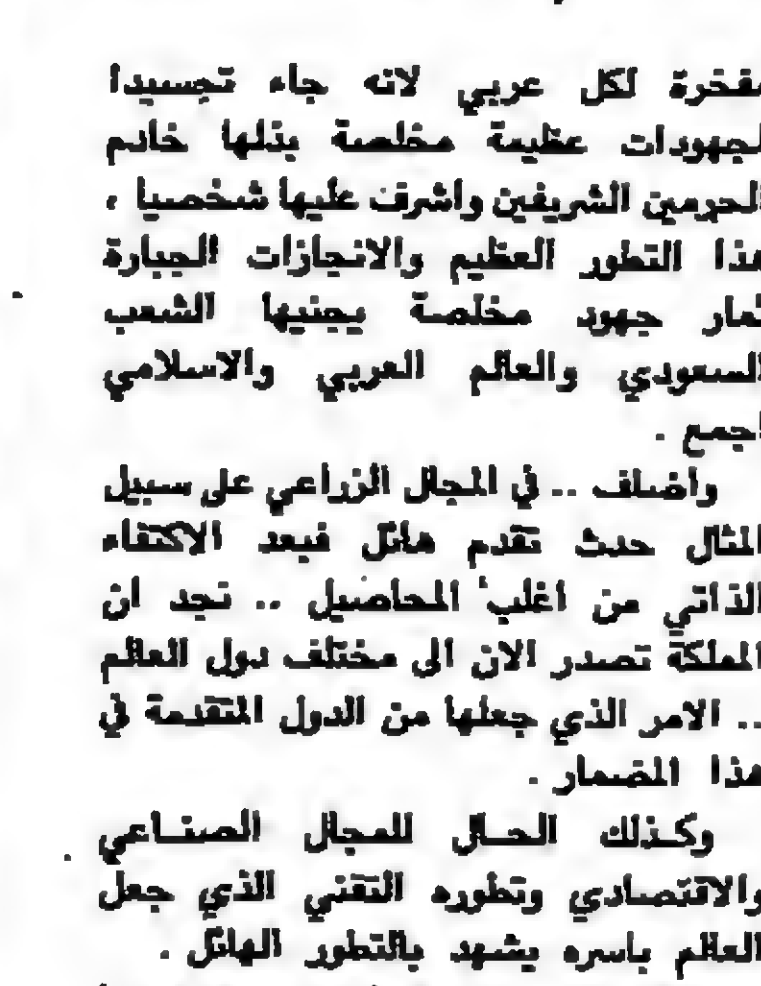 مفخرة لكل عربي لانه جاء تجسيدا
لجهودات عظيمة مخلصة بذلها خادم
الحرمين الشريفين واشرف عليها شخصيا ،
هذا التطور العظيم والانجازات الجبارة
ثمار جهود مخلصة يجنيها الشعب
السعودي والعالم العربي والاسلامي
اجمع .
واضاف .. في المجال الزراعي على سبيل
المثال حدث تقدم هائل فبعد الاكتفاء
الذاتي من اغلب المحاصيل .. نجد ان
المملكة تصدر الان الى مختلف دول العالم
.. الامر الذي جعلها من الدول المتقدمة في
هذا المضمار .
وكذلك الحال للمجال الصناعي
والاقتصادي وتطوره التقني الذي جعل
العالم باسره يشهد بالتطور الهائل .